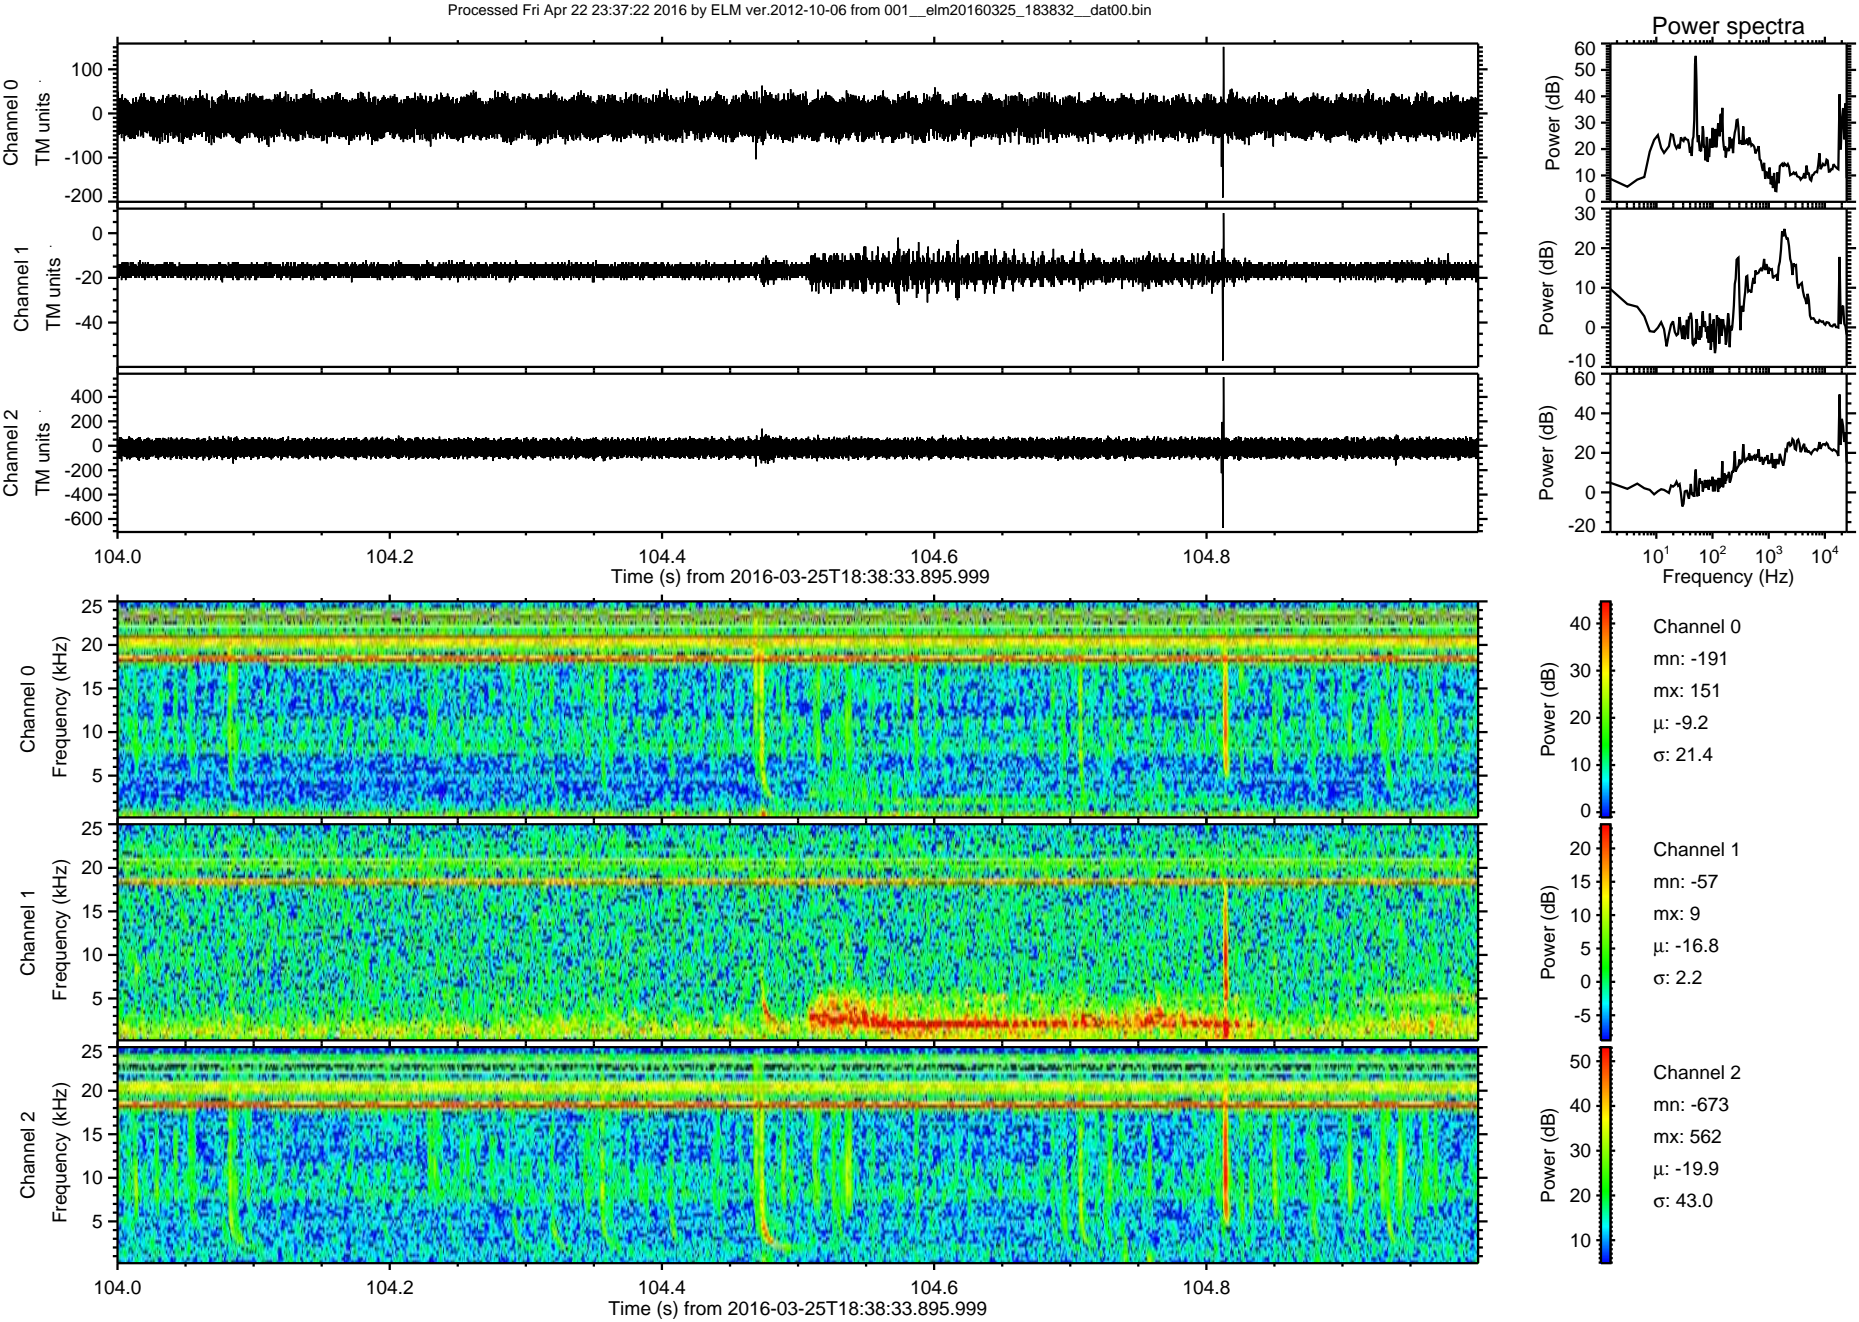 Processed Fri Apr 22 23:37:22 2016 by ELM ver.2012-10-06 from 001__elm20160325_183832__dat00.bin
Power spectra
Channel 0
TM units
100
0
-100
-200
Power (dB)
60
50
40
30
20
10
0
Channel 1
TM units
0
-20
-40
Power (dB)
30
20
10
0
-10
Channel 2
TM units
400
200
0
-200
-400
-600
Power (dB)
60
40
20
0
-20
104.0 104.2 104.4 104.6 104.8
Time (s) from 2016-03-25T18:38:33.895.999
10¹ 10² 10³ 10⁴
Frequency (Hz)
Channel 0
Frequency (kHz)
25
20
15
10
5
Power (dB)
40
30
20
10
0
Channel 0
mn: -191
mx: 151
µ: -9.2
σ: 21.4
Channel 1
Frequency (kHz)
25
20
15
10
5
Power (dB)
20
15
10
5
0
-5
Channel 1
mn: -57
mx: 9
µ: -16.8
σ: 2.2
Channel 2
Frequency (kHz)
25
20
15
10
5
Power (dB)
50
40
30
20
10
Channel 2
mn: -673
mx: 562
µ: -19.9
σ: 43.0
104.0 104.2 104.4 104.6 104.8
Time (s) from 2016-03-25T18:38:33.895.999